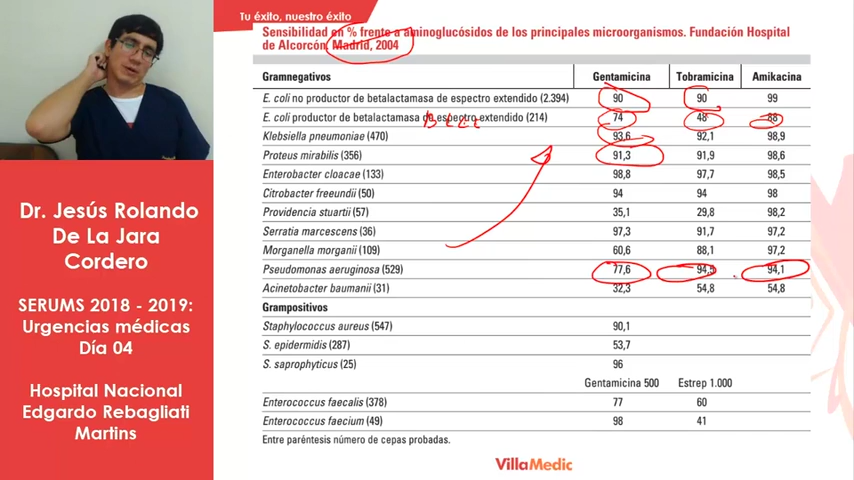 Tu éxito, nuestro éxito
Sensibilidad en % frente a aminoglucósidos de los principales microorganismos. Fundación Hospital
de Alcorcón, Madrid, 2004
Gramnegativos Gentamicina Tobramicina Amikacina
E. coli no productor de betalactamasa de espectro extendido (2.394) 90 90 99
E. coli productor de betalactamasa de espectro extendido (214) 74 48 88
Klebsiella pneumoniae (470) 93,6 92,1 98,9
Proteus mirabilis (356) 91,3 91,9 98,6
Enterobacter cloacae (133) 98,8 97,7 98,5
Citrobacter freeundii (50) 94 94 98
Providencia stuartii (57) 35,1 29,8 98,2
Serratia marcescens (36) 97,3 91,7 97,2
Morganella morganii (109) 60,6 88,1 97,2
Pseudomonas aeruginosa (529) 77,6 94,1
Acinetobacter baumanii (31) 32,3 54,8 54,8
Grampositivos
Staphylococcus aureus (547) 90,1
S. epidermidis (287) 53,7
S. saprophyticus (25) 96
Gentamicina 500 Estrep 1.000
Enterococcus faecalis (378) 77 60
Enterococcus faecium (49) 98 41
Entre paréntesis número de cepas probadas.
VillaMedic
Dr. Jesús Rolando
De La Jara
Cordero
SERUMS 2018 - 2019:
Urgencias médicas
Día 04
Hospital Nacional
Edgardo Rebagliati
Martins